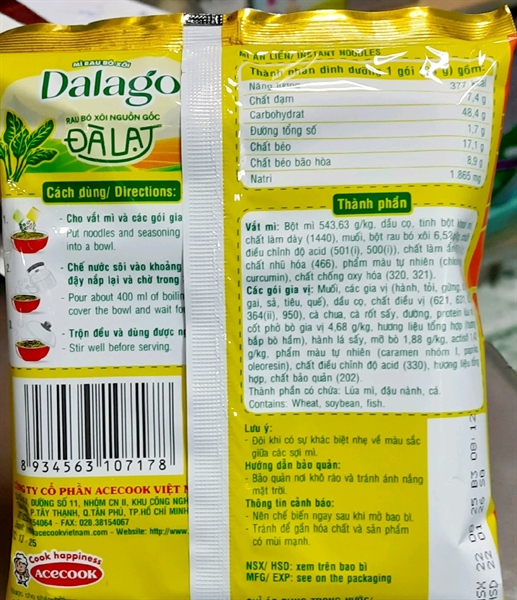 MÌ RAU BÓ XÔI
Dalago
RAU BÓ XÔI NGUỒN GỐC
ĐÀ LẠT
Cách dùng/ Directions:
- Cho vắt mì và các gói gia
Put noodles and seasoning
into a bowl.
- Chế nước sôi vào khoảng
đậy nắp lại và chờ trong
- Pour about 400 ml of boilin
cover the bowl and wait fo
- Trộn đều và dùng được n
- Stir well before serving.
8 934563 107178
TY CỔ PHẦN ACECOOK VIỆT N
ĐƯỜNG SỐ 11, NHÓM CN II, KHU CÔNG NGH
P.TÂY THẠNH, Q.TÂN PHÚ, TP.HỒ CHÍ MINH
54064 - FAX: 028.38154067
acecookvietnam.com - Website: http://www.
Cook happiness
ACECOOK
MÌ ĂN LIỀN/ INSTANT NOODLES
Thành phần dinh dưỡng 1 gói g) gồm:
Năng 377
Chất đạm 7,4 g
Carbohydrat 48,4 g
Đường tổng số 1,7 g
Chất béo 17,1 g
Chất béo bão hòa 8,9 g
Natri 1.865 mg
Thành phần
Vắt mì: Bột mì 543,63 g/kg, dầu cọ, tinh bột
chất làm dày (1440), muối, bột rau bó xôi 6,5
điều chỉnh độ acid (501(i), 500(i)), chất làm
chất nhũ hóa (466), phẩm màu tự nhiên
curcumin), chất chống oxy hóa (320, 321).
Các gói gia vị: Muối, các gia vị (hành, tỏi, gừng
gai, sả, tiêu, quế), dầu cọ, chất điều vị (621,
364(ii), 950), cà chua, cà rốt sấy, đường, protein
cốt phở bò gia vị 4,68 g/kg, hương liệu tổng hợp
bắp bò hầm), hành lá sấy, mỡ bò 1,88 g/kg,
g/kg, phẩm màu tự nhiên (caramen nhóm I,
oleoresin), chất điều chỉnh độ acid (330), hương liệu
hợp, chất bảo quản (202).
Thành phần có chứa: Lúa mì, đậu nành, cá.
Contains: Wheat, soybean, fish.
Lưu ý:
- Đôi khi có sự khác biệt nhẹ về màu sắc
giữa các sợi mì.
Hướng dẫn bảo quản:
- Bảo quản nơi khô ráo và tránh ánh nắng
mặt trời.
Thông tin cảnh báo:
- Nên chế biến ngay sau khi mở bao bì.
- Tránh để gần hóa chất và sản phẩm
có mùi mạnh.
NSX/ HSD: xem trên bao bì
MFG/ EXP: see on the packaging